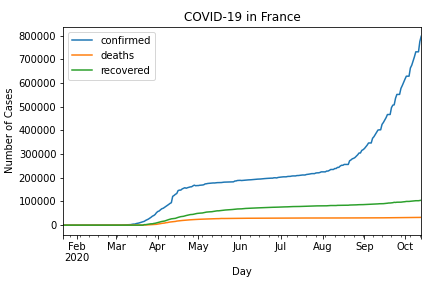 COVID-19 in France
confirmed
deaths
recovered
Number of Cases
800000
700000
600000
500000
400000
300000
200000
100000
0
Feb Mar Apr May Jun Jul Aug Sep Oct
2020
Day